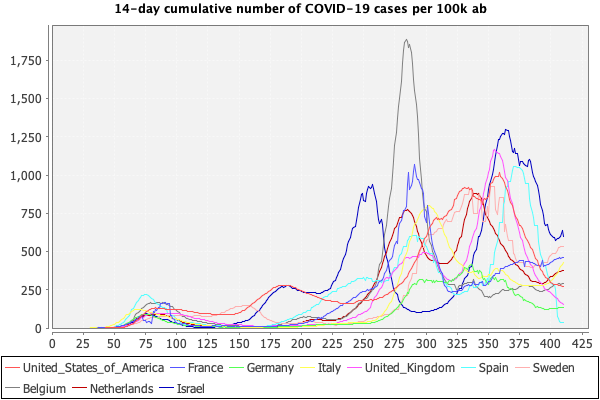 14-day cumulative number of COVID-19 cases per 100k ab
1,750
1,500
1,250
1,000
750
500
250
0
0 25 50 75 100 125 150 175 200 225 250 275 300 325 350 375 400 425
United_States_of_America France Germany Italy United_Kingdom Spain Sweden
Belgium Netherlands Israel